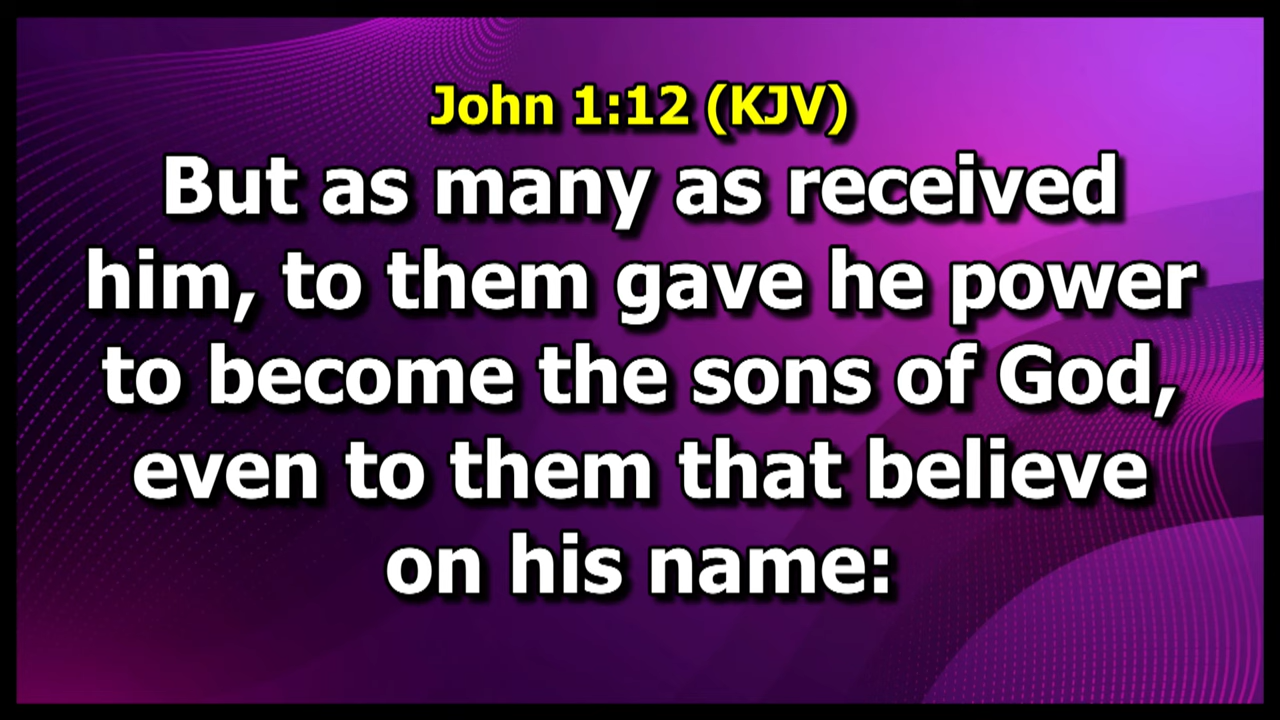 John 1:12 (KJV)
But as many as received
him, to them gave he power
to become the sons of God,
even to them that believe
on his name: